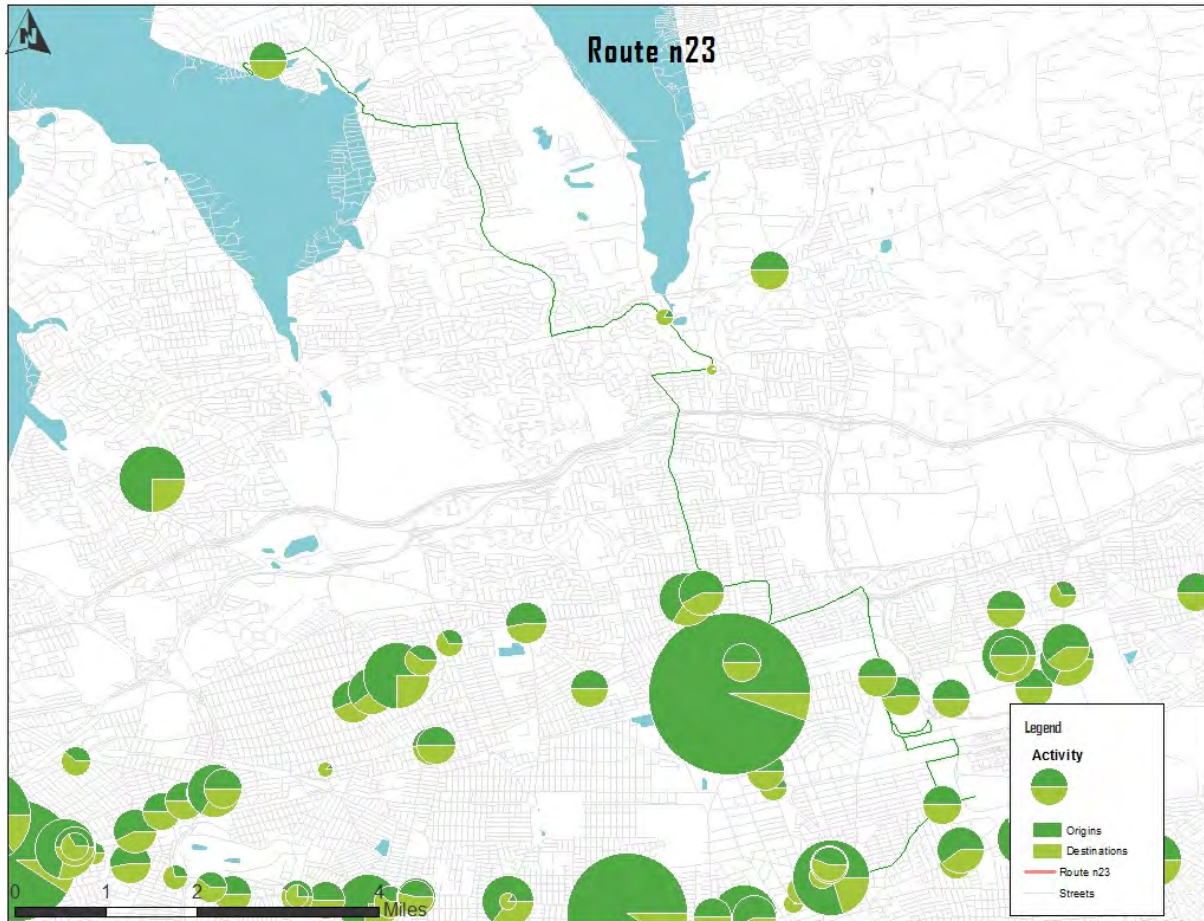 N
Route n23
Legend
Activity
Origins
Destinations
Route n23
Streets
0 1 2 4
Miles